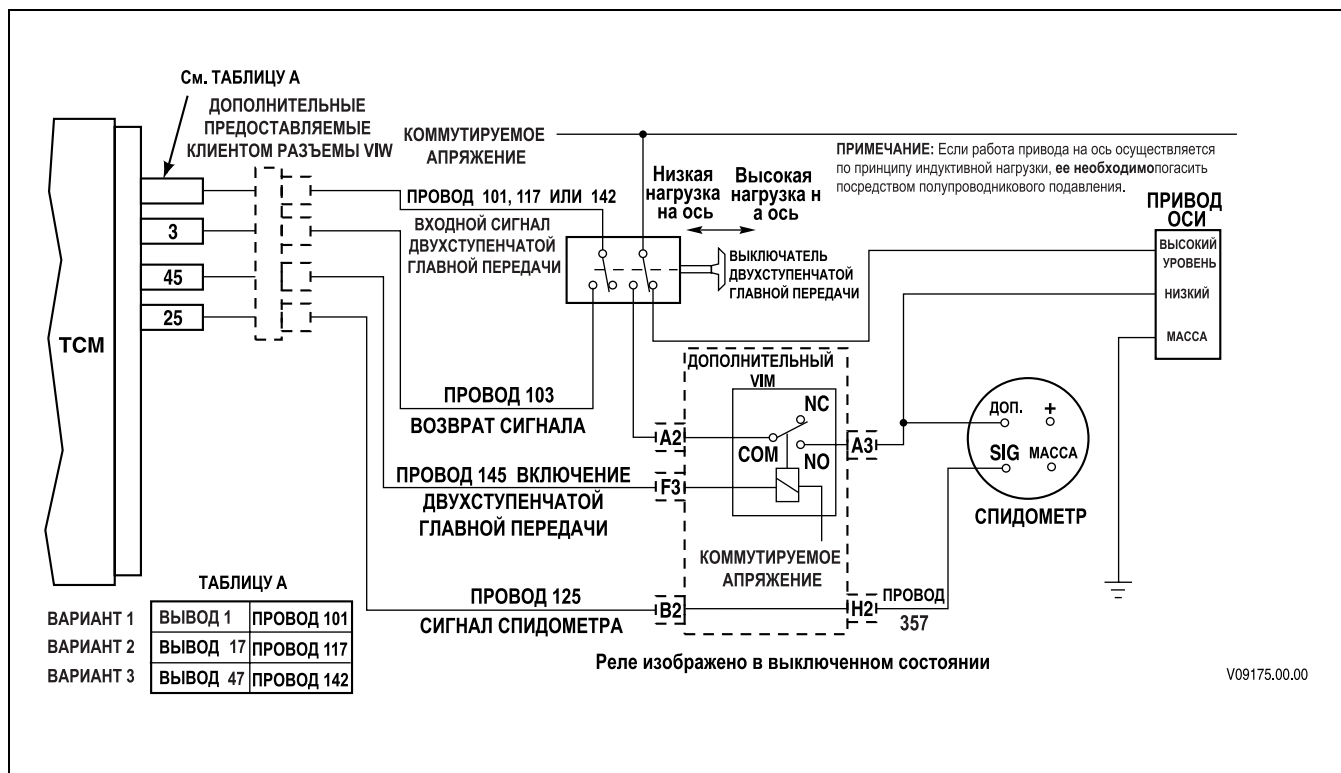 См. ТАБЛИЦУ А
ДОПОЛНИТЕЛЬНЫЕ
ПРЕДОСТАВЛЯЕМЫЕ
КЛИЕНТОМ РАЗЪЕМЫ VIW
КОММУТИРУЕМОЕ
АПРЯЖЕНИЕ
ПРИМЕЧАНИЕ: Если работа привода на ось осуществляется
по принципу индуктивной нагрузки, ее необходимопогасить
посредством полупроводникового подавления.
Низкая
нагрузка
на ось
Высокая
нагрузка н
а ось
ПРОВОД 101, 117 ИЛИ 142
ВХОДНОЙ СИГНАЛ
ДВУХСТУПЕНЧАТОЙ
ГЛАВНОЙ ПЕРЕДАЧИ
ВЫКЛЮЧАТЕЛЬ
ДВУХСТУПЕНЧАТОЙ
ГЛАВНОЙ ПЕРЕДАЧИ
ПРИВОД
ОСИ
ВЫСОКИЙ
УРОВЕНЬ
НИЗКИЙ
МАССА
3
45
25
TCM
ПРОВОД 103
ВОЗВРАТ СИГНАЛА
ДОПОЛНИТЕЛЬНЫЙ
VIM
NC
COM
NO
A2
A3
F3
ПРОВОД 145 ВКЛЮЧЕНИЕ
ДВУХСТУПЕНЧАТОЙ
ГЛАВНОЙ ПЕРЕДАЧИ
КОММУТИРУЕМОЕ
АПРЯЖЕНИЕ
ДОП. +
SIG МАССА
СПИДОМЕТР
ПРОВОД 125
СИГНАЛ СПИДОМЕТРА
B2
H2
ПРОВОД
357
Реле изображено в выключенном состоянии
ТАБЛИЦУ А
ВАРИАНТ 1 ВЫВОД 1 ПРОВОД 101
ВАРИАНТ 2 ВЫВОД 17 ПРОВОД 117
ВАРИАНТ 3 ВЫВОД 47 ПРОВОД 142
V09175.00.00